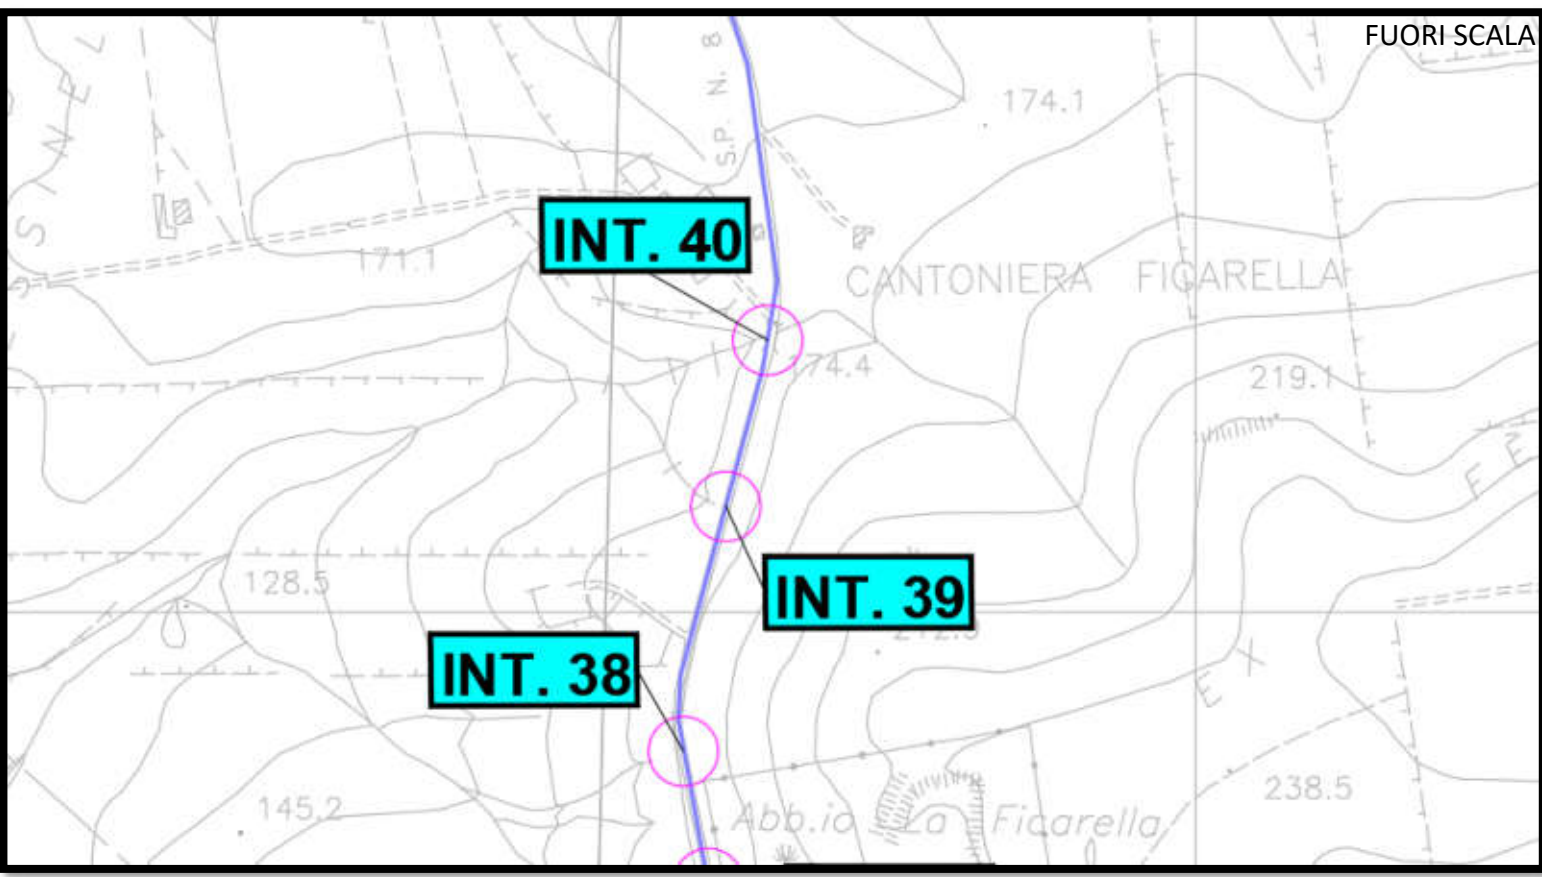 FUORI SCALA
S.P. N. 8
174.1
S I N E L
INT. 40
171.1
CANTONIERA FICARELLA
174.4
219.1
INT. 39
128.5
INT. 38
E X
F E
238.5
145.2
Abb.io La Ficarella